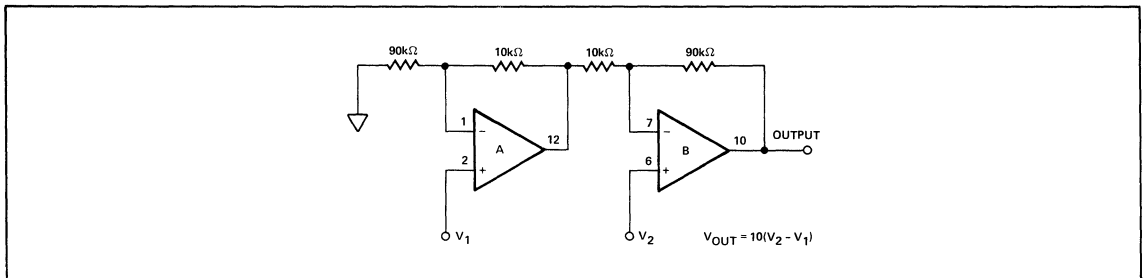 90kΩ 10kΩ 10kΩ 90kΩ
1 − 12 7 − 10 OUTPUT
A B
2 + 6 +
V1 V2 VOUT = 10(V2 − V1)